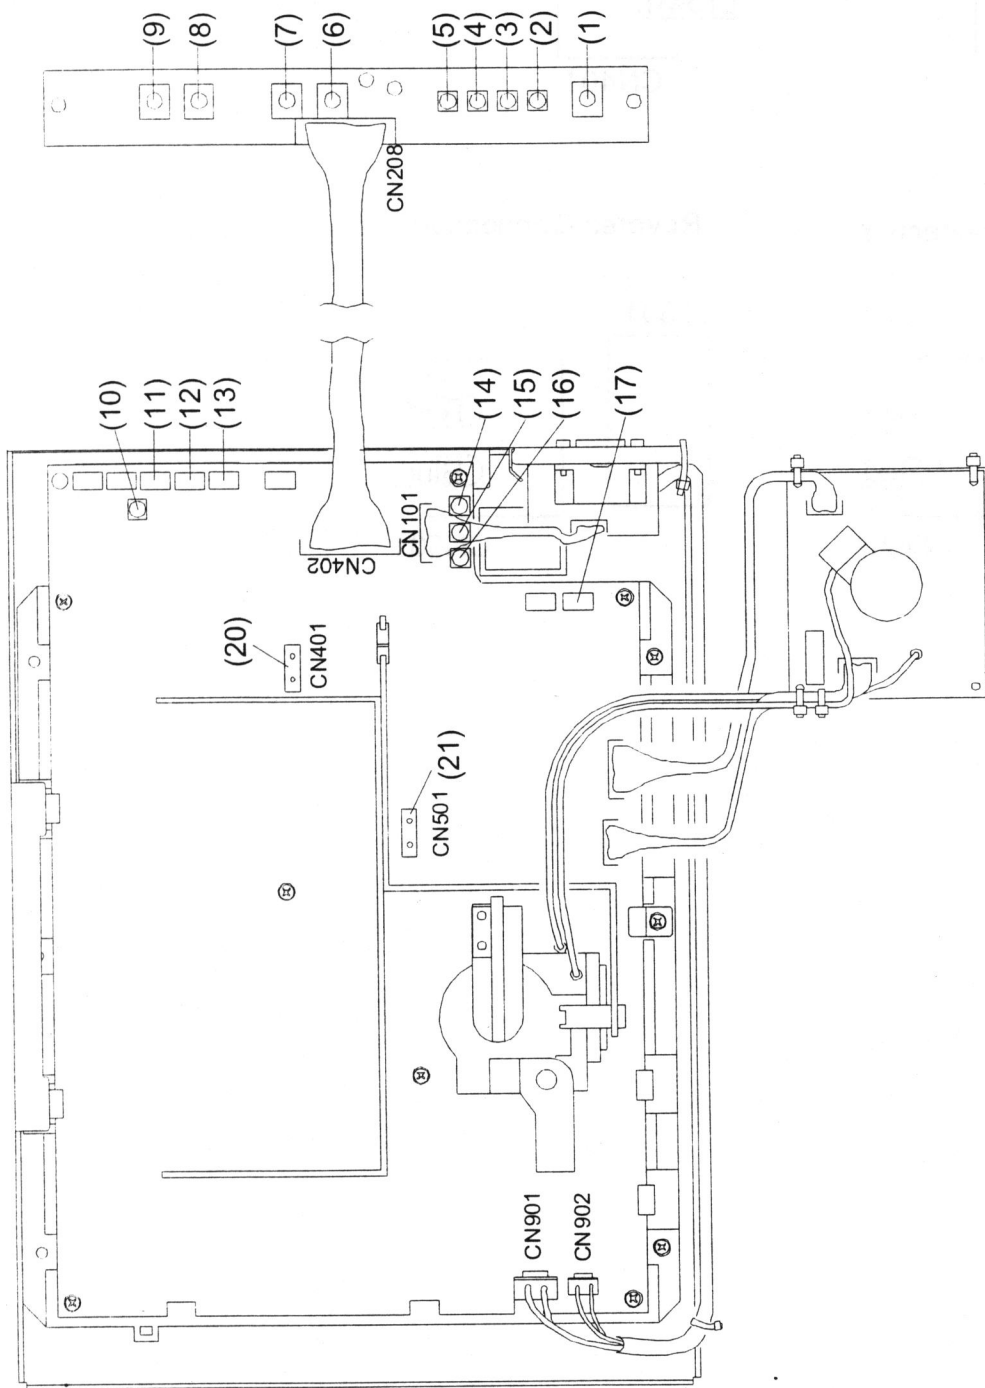 (9)
(8)
(7)
(6)
(5)
(4)
(3)
(2)
(1)
CN208
(10)
(11)
(12)
(13)
(14)
(15)
(16)
(17)
CN402
CN101
(20)
CN401
(21)
CN501
CN901
CN902